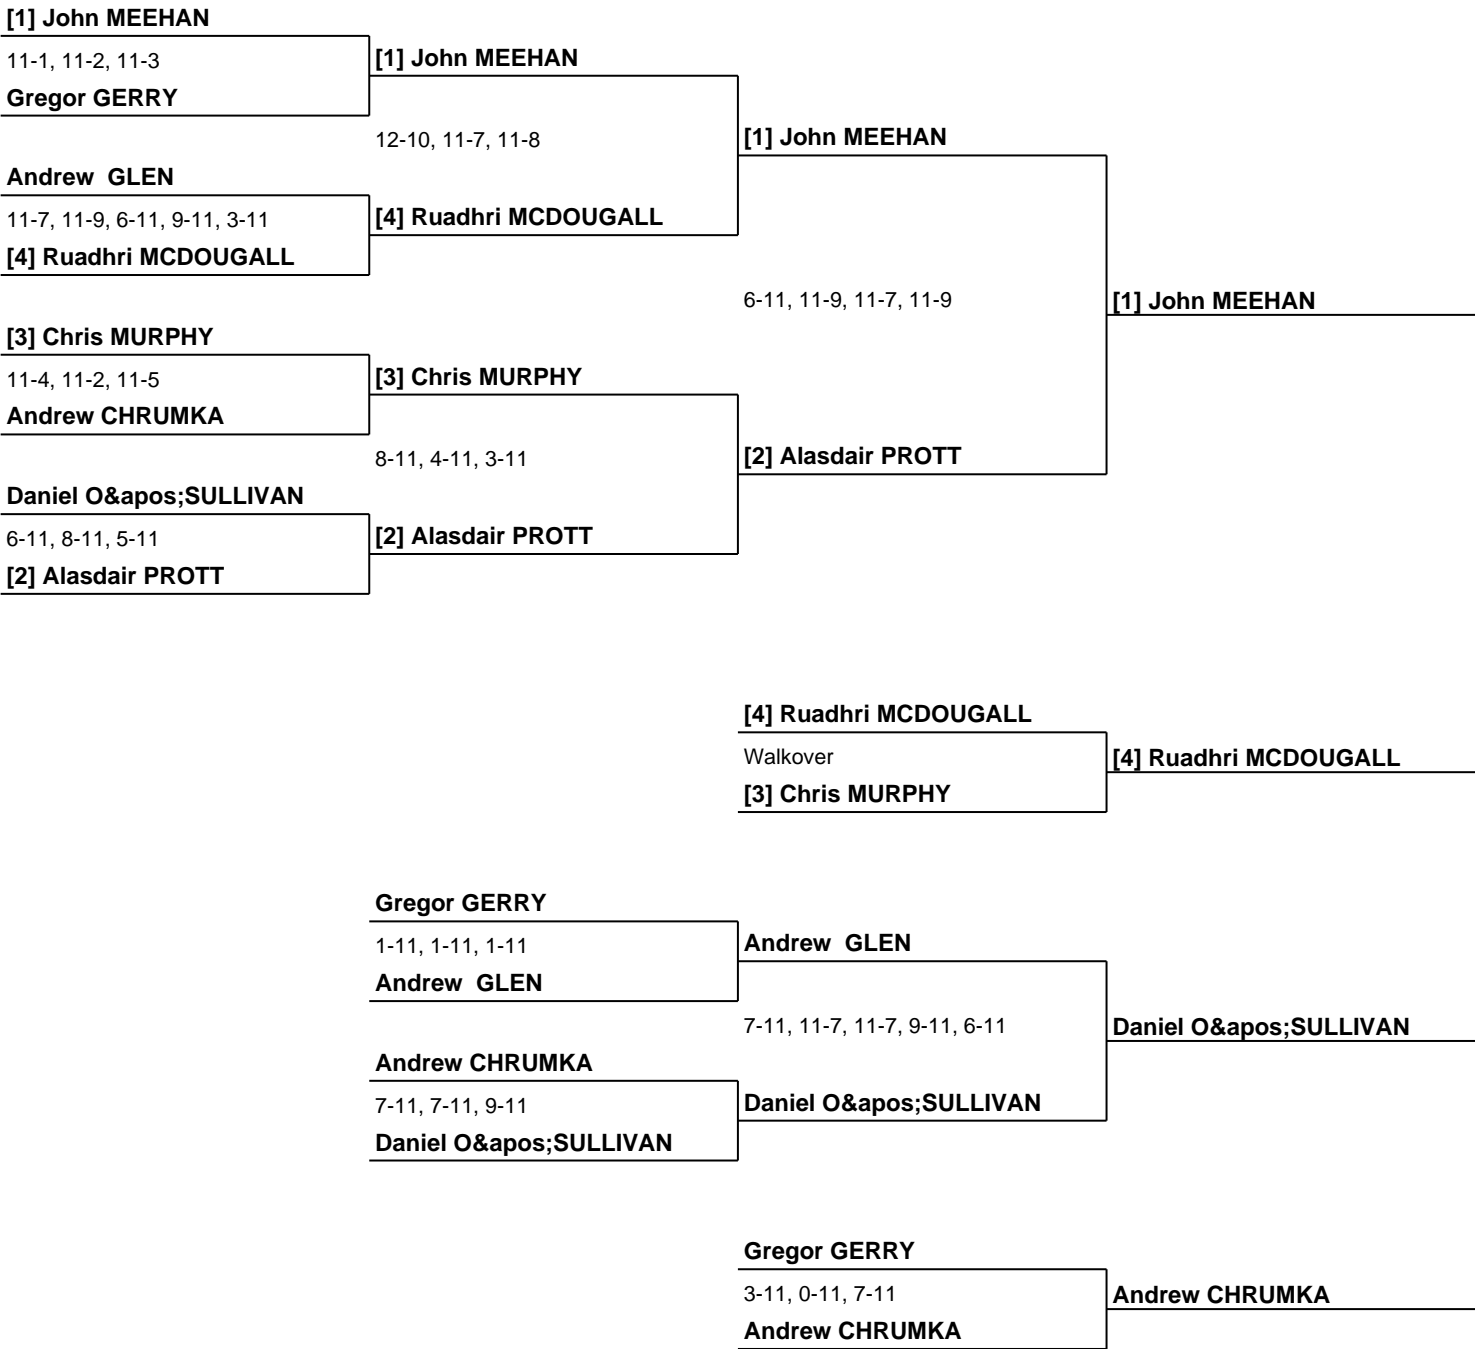 [1] John MEEHAN
11-1, 11-2, 11-3
[1] John MEEHAN
Gregor GERRY
12-10, 11-7, 11-8
[1] John MEEHAN
Andrew  GLEN
11-7, 11-9, 6-11, 9-11, 3-11
[4] Ruadhri MCDOUGALL
[4] Ruadhri MCDOUGALL
6-11, 11-9, 11-7, 11-9
[1] John MEEHAN
[3] Chris MURPHY
11-4, 11-2, 11-5
[3] Chris MURPHY
Andrew CHRUMKA
8-11, 4-11, 3-11
[2] Alasdair PROTT
Daniel O&apos;SULLIVAN
6-11, 8-11, 5-11
[2] Alasdair PROTT
[2] Alasdair PROTT
[4] Ruadhri MCDOUGALL
Walkover
[4] Ruadhri MCDOUGALL
[3] Chris MURPHY
Gregor GERRY
1-11, 1-11, 1-11
Andrew  GLEN
Andrew  GLEN
7-11, 11-7, 11-7, 9-11, 6-11
Daniel O&apos;SULLIVAN
Andrew CHRUMKA
7-11, 7-11, 9-11
Daniel O&apos;SULLIVAN
Daniel O&apos;SULLIVAN
Gregor GERRY
3-11, 0-11, 7-11
Andrew CHRUMKA
Andrew CHRUMKA